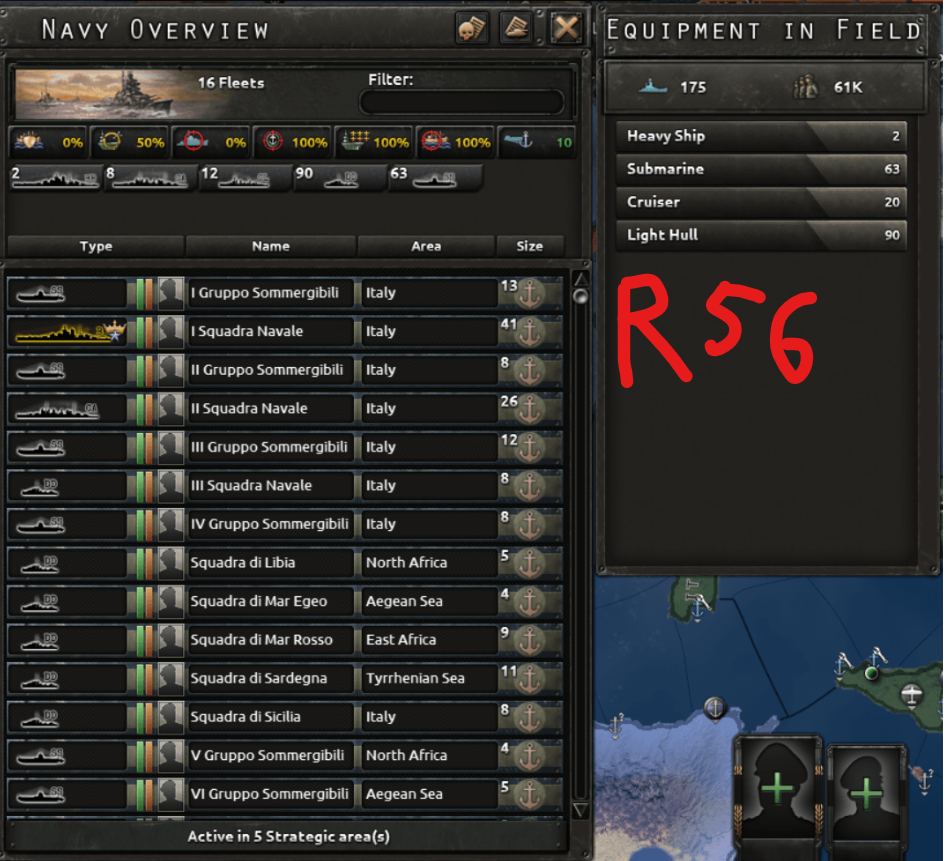 NAVY OVERVIEW
16 Fleets
Filter:
0%
50%
0%
100%
100%
100%
10
2
8
12
90
63
Type Name Area Size
I Gruppo Sommergibili Italy 13
I Squadra Navale Italy 41
II Gruppo Sommergibili Italy 8
II Squadra Navale Italy 26
III Gruppo Sommergibili Italy 12
III Squadra Navale Italy 8
IV Gruppo Sommergibili Italy 8
Squadra di Libia North Africa 5
Squadra di Mar Egeo Aegean Sea 4
Squadra di Mar Rosso East Africa 9
Squadra di Sardegna Tyrrhenian Sea 11
Squadra di Sicilia Italy 8
V Gruppo Sommergibili North Africa 4
VI Gruppo Sommergibili Aegean Sea 5
Active in 5 Strategic area(s)
EQUIPMENT IN FIELD
175 61K
Heavy Ship 2
Submarine 63
Cruiser 20
Light Hull 90
R56